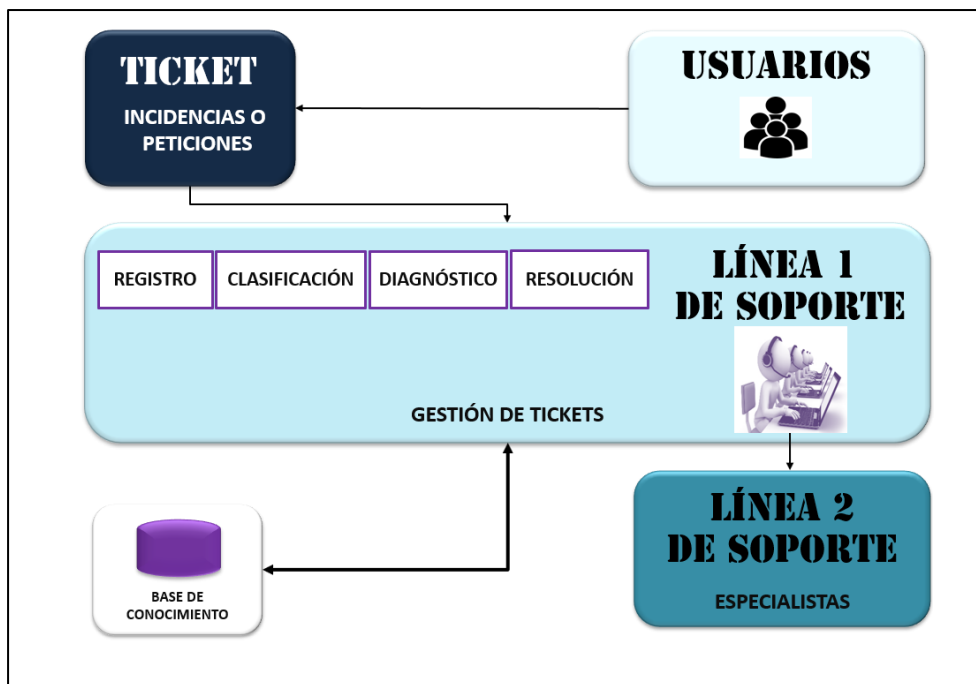 TICKET
INCIDENCIAS O
PETICIONES
USUARIOS
REGISTRO
CLASIFICACIÓN
DIAGNÓSTICO
RESOLUCIÓN
LÍNEA 1
DE SOPORTE
GESTIÓN DE TICKETS
BASE DE
CONOCIMIENTO
LÍNEA 2
DE SOPORTE
ESPECIALISTAS